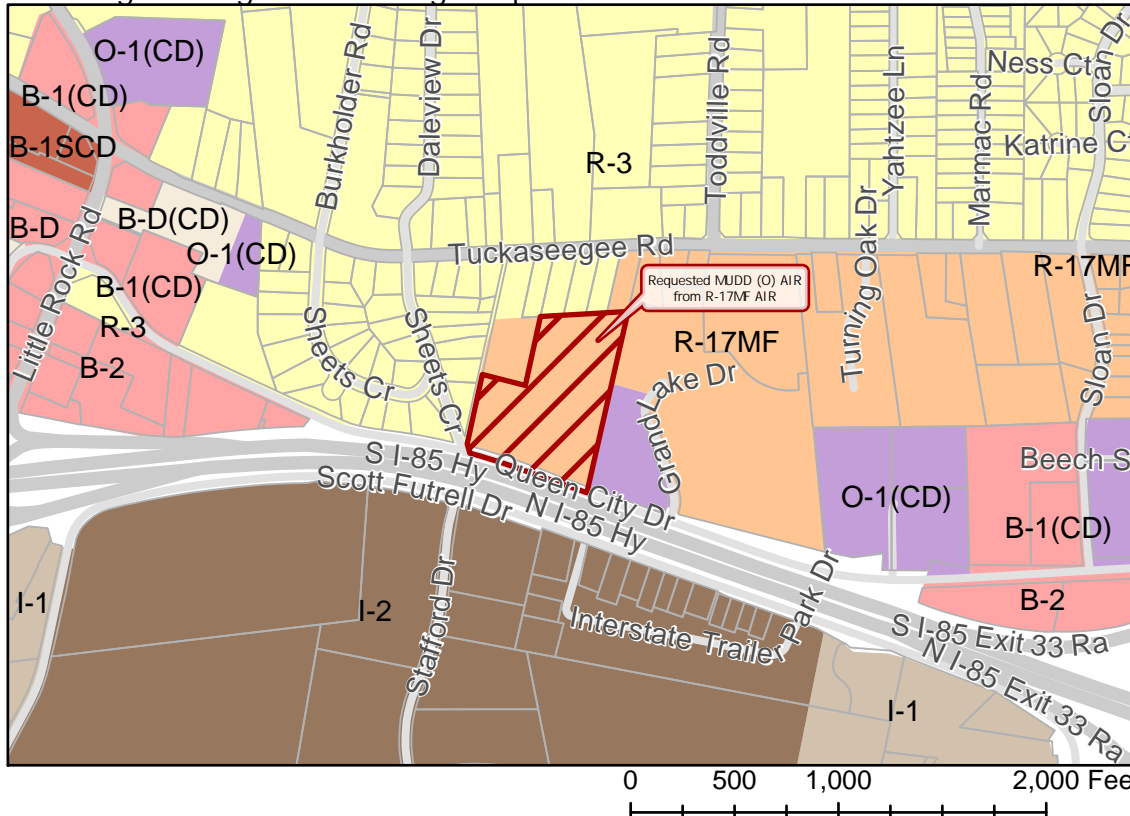 O-1(CD)
B-1(CD)
B-1SCD
B-D(CD)
B-D
O-1(CD)
B-1(CD)
R-3
B-2
Little Rock Rd
Burkholder Rd
Daleview Dr
R-3
Toddville Rd
Yahtzee Ln
Marmac Rd
Ness Ct
Sloan Dr
Katrine Ct
Tuckaseegee Rd
Turning Oak Dr
R-17MF
Requested MUDD (O) AIR
from R-17MF AIR
R-17MF
Sloan Dr
Sheets Cr
Sheets Cr
Grand Lake Dr
S I-85 Hy
Queen City Dr
Scott Futrell Dr
N I-85 Hy
O-1(CD)
Beech S
B-1(CD)
B-2
I-1
I-2
Stafford Dr
Interstate Trailer Park Dr
S I-85 Exit 33 Ra
N I-85 Exit 33 Ra
I-1
0 500 1,000 2,000 Fee